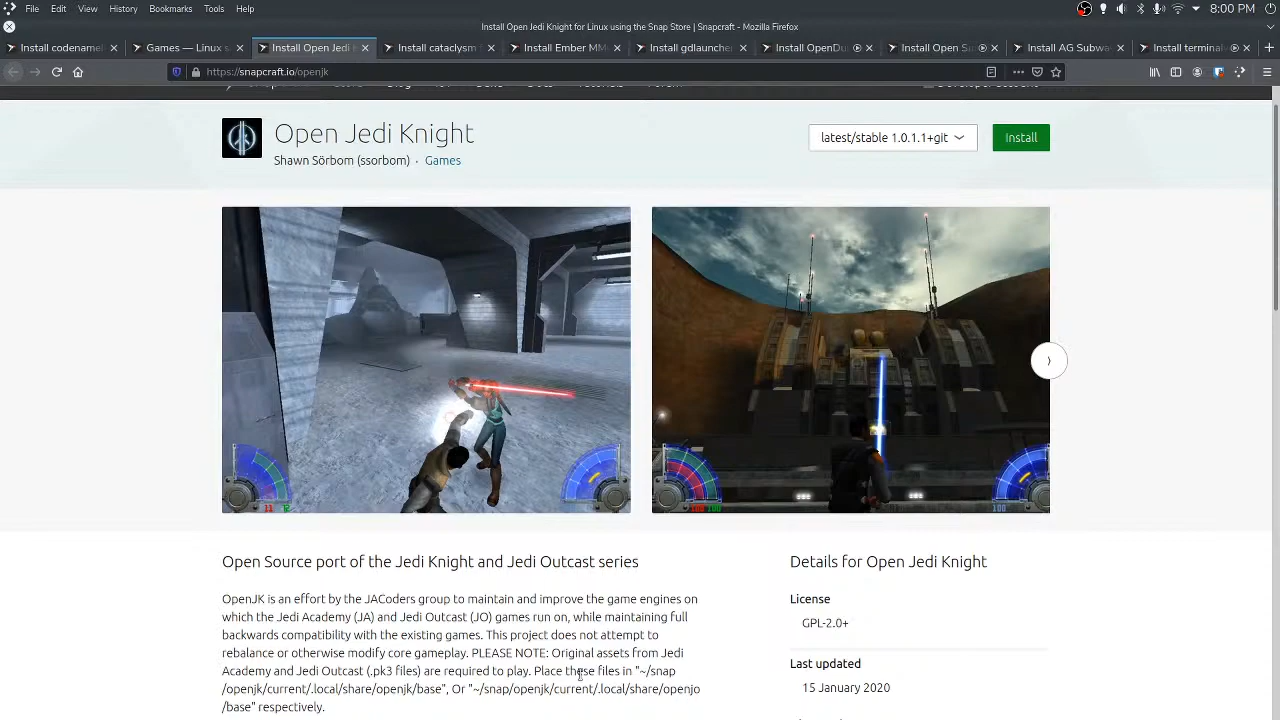 File Edit View History Bookmarks Tools Help 8:00 PM
Install Open Jedi Knight for Linux using the Snap Store | Snapcraft - Mozilla Firefox
Install codename Games — Linux s Install Open Jedi Install cataclysm Install Ember MM Install gdlaunche Install OpenDu Install Open Su Install AG Subwa Install terminal
https://snapcraft.io/openjk
Open Jedi Knight
Shawn Sörbom (ssorbom) · Games
latest/stable 1.0.1.1+git
Install
100 100
100
Open Source port of the Jedi Knight and Jedi Outcast series
OpenJK is an effort by the JACoders group to maintain and improve the game engines on
which the Jedi Academy (JA) and Jedi Outcast (JO) games run on, while maintaining full
backwards compatibility with the existing games. This project does not attempt to
rebalance or otherwise modify core gameplay. PLEASE NOTE: Original assets from Jedi
Academy and Jedi Outcast (.pk3 files) are required to play. Place these files in "~/snap
/openjk/current/.local/share/openjk/base", Or "~/snap/openjk/current/.local/share/openjo
/base" respectively.
Details for Open Jedi Knight
License
GPL-2.0+
Last updated
15 January 2020